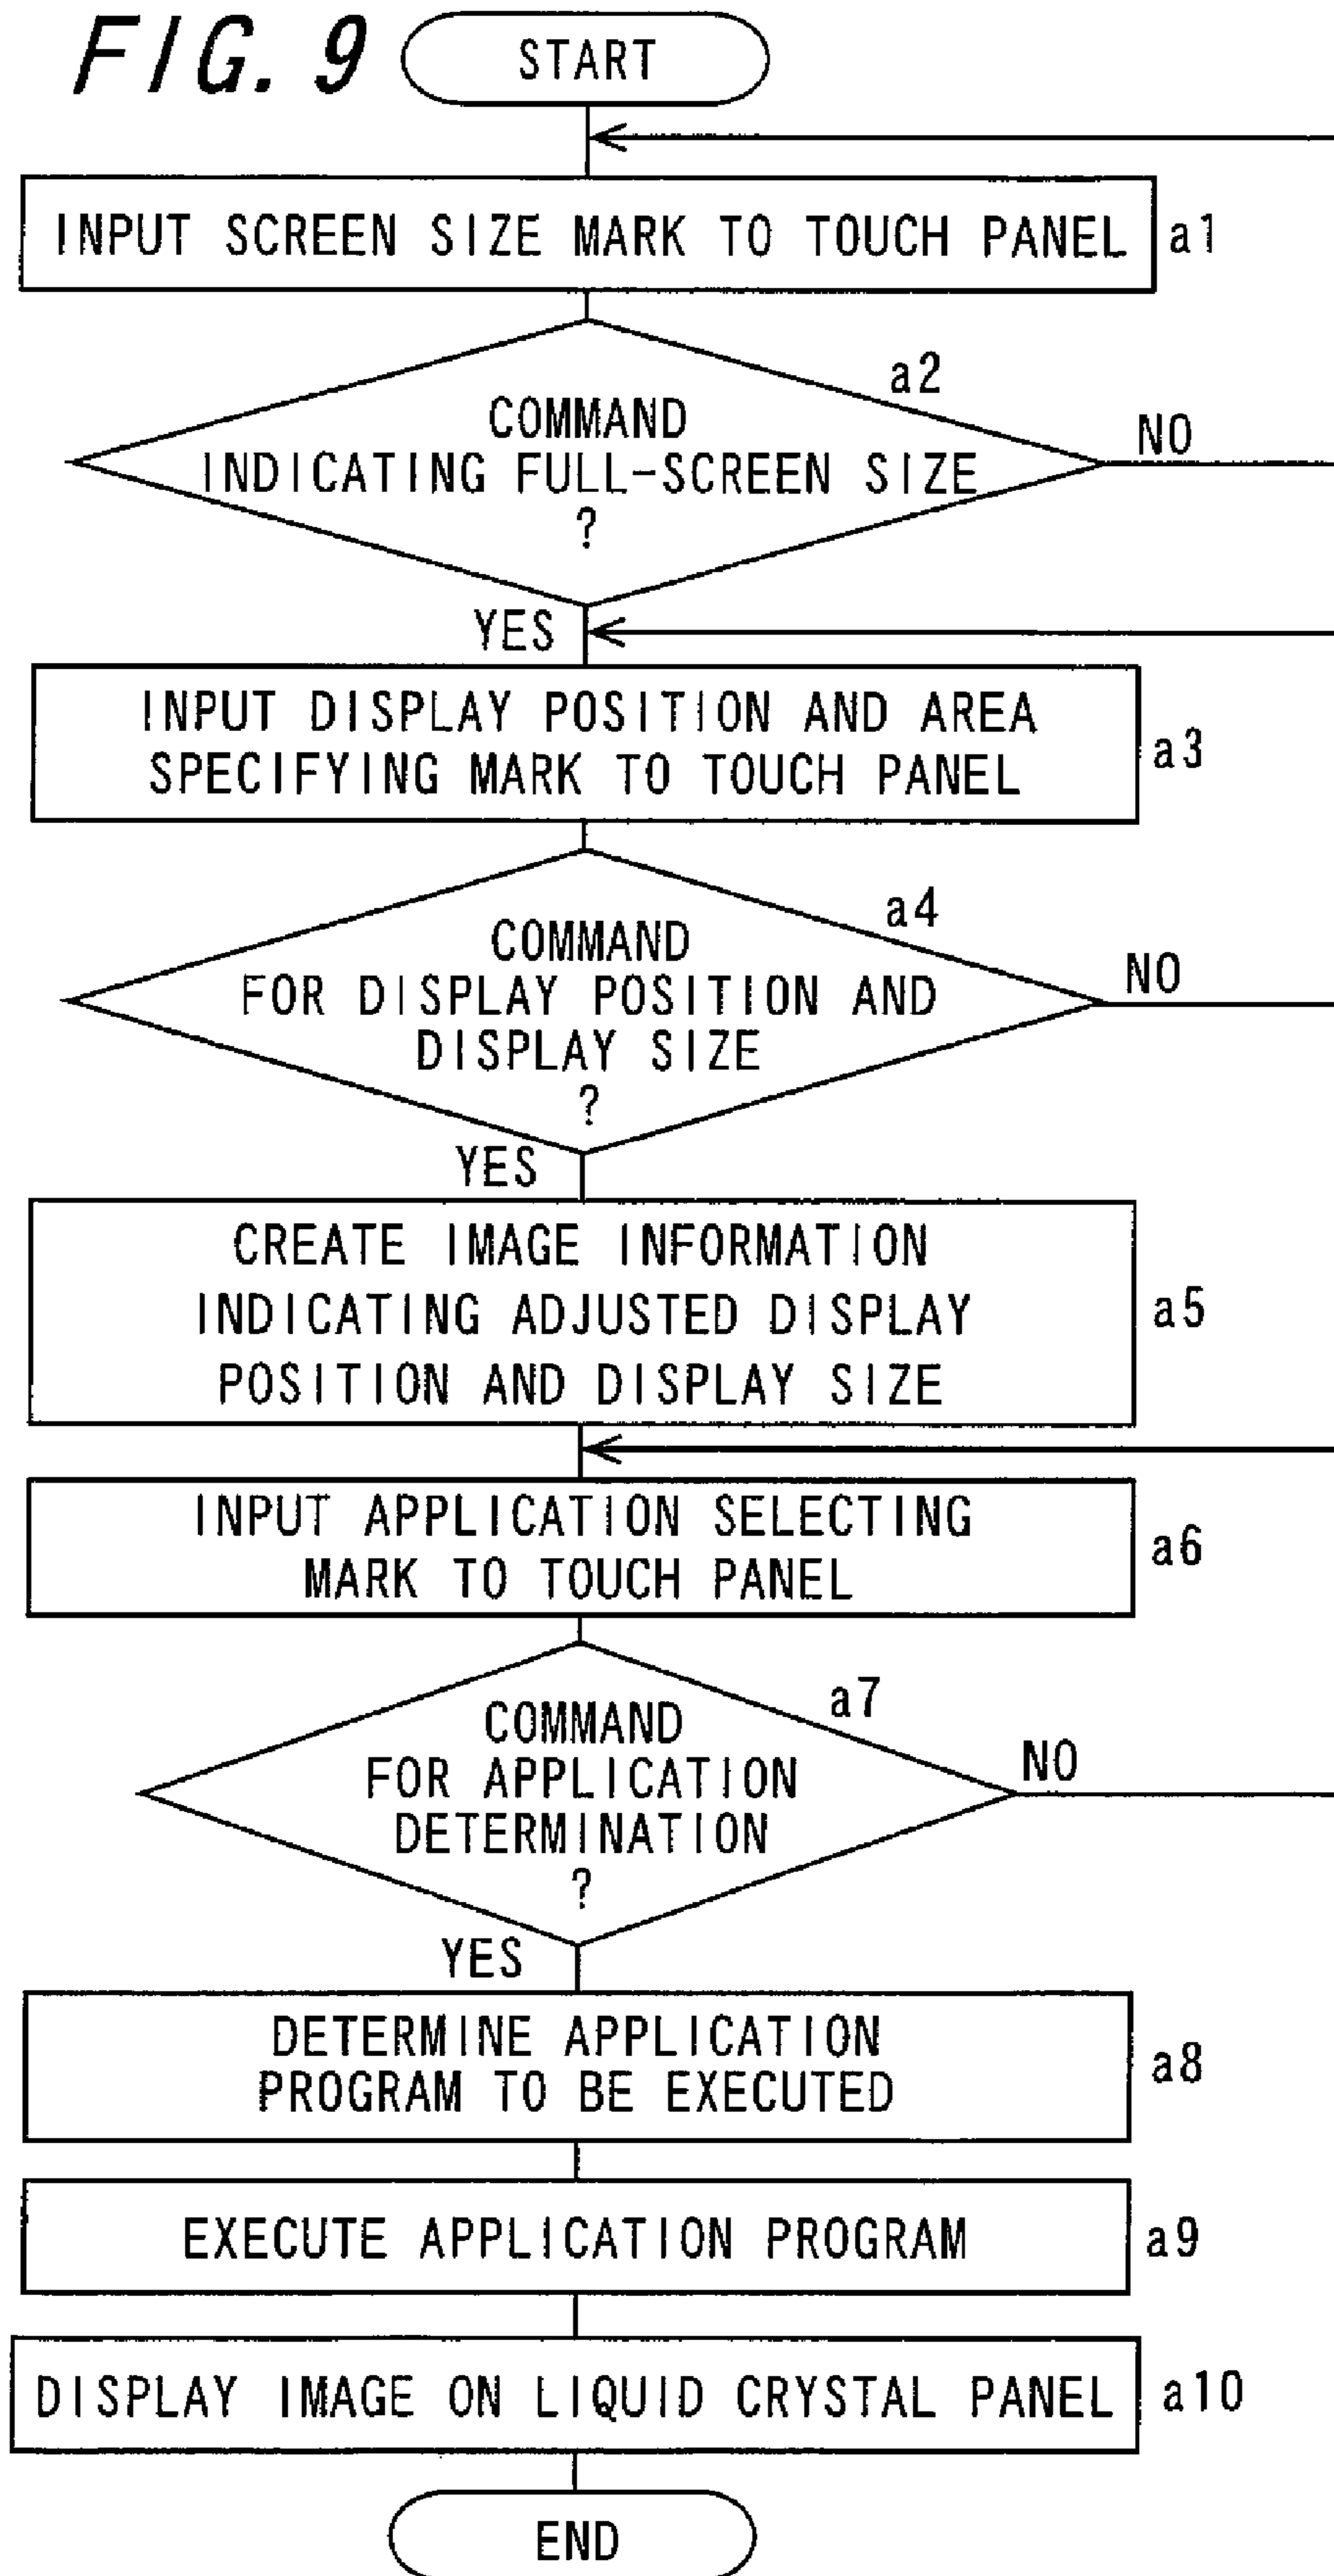 FIG. 9
START
INPUT SCREEN SIZE MARK TO TOUCH PANEL
a1
a2
COMMAND
INDICATING FULL-SCREEN SIZE
?
NO
YES
INPUT DISPLAY POSITION AND AREA
SPECIFYING MARK TO TOUCH PANEL
a3
a4
COMMAND
FOR DISPLAY POSITION AND
DISPLAY SIZE
?
NO
YES
CREATE IMAGE INFORMATION
INDICATING ADJUSTED DISPLAY
POSITION AND DISPLAY SIZE
a5
INPUT APPLICATION SELECTING
MARK TO TOUCH PANEL
a6
a7
COMMAND
FOR APPLICATION
DETERMINATION
?
NO
YES
DETERMINE APPLICATION
PROGRAM TO BE EXECUTED
a8
EXECUTE APPLICATION PROGRAM
a9
DISPLAY IMAGE ON LIQUID CRYSTAL PANEL
a10
END